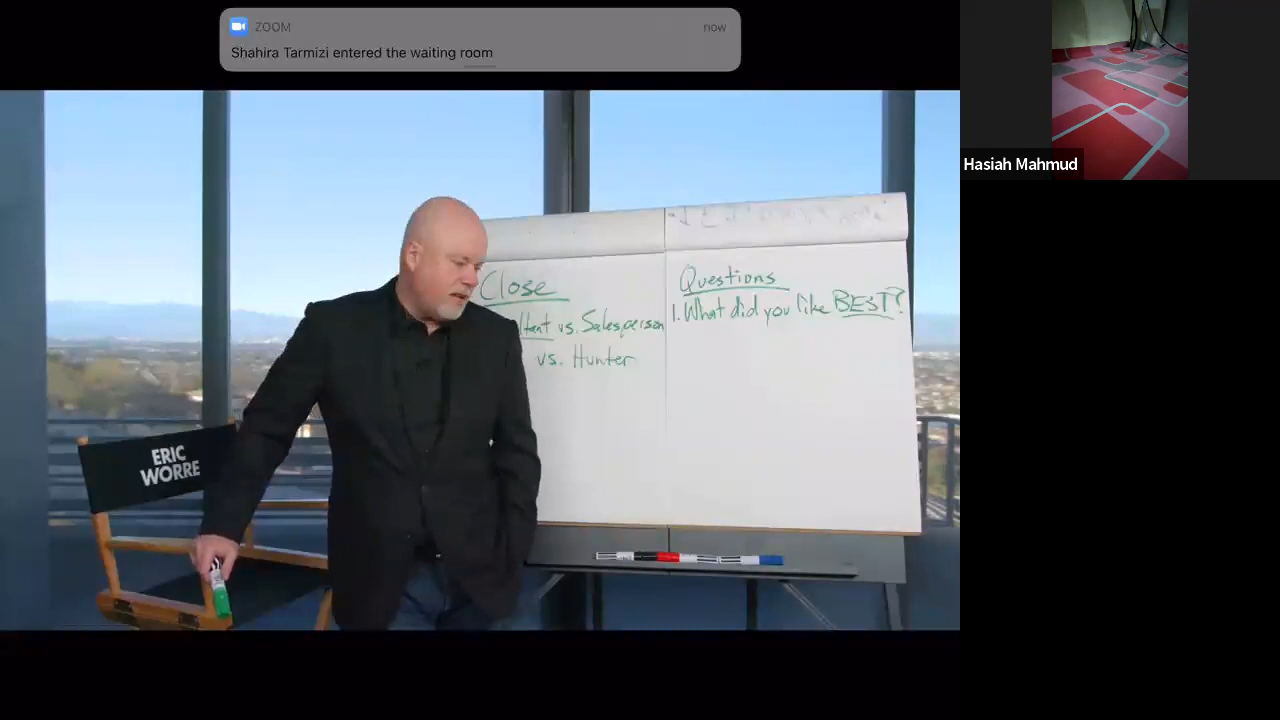 ZOOM
now
Shahira Tarmizi entered the waiting room
Hasiah Mahmud
ERIC
WORRE
Close
vs. Salesperson
vs. Hunter
Questions
1. What did you like BEST?